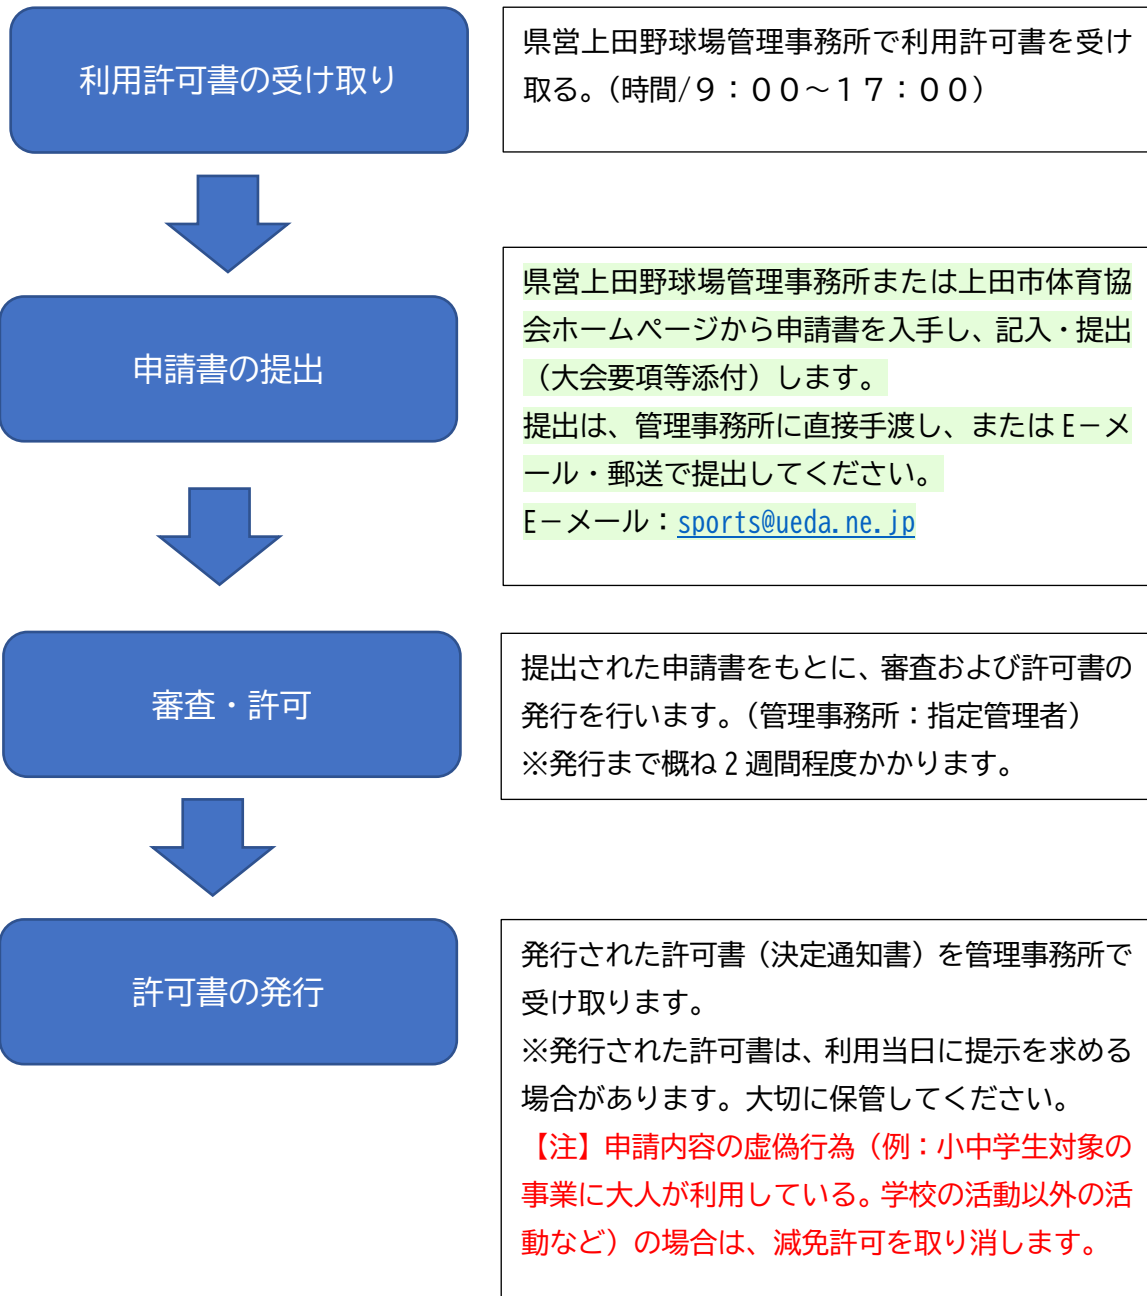 利用許可書の受け取り
県営上田野球場管理事務所で利用許可書を受け
取る。（時間/９：００～１７：００）
申請書の提出
県営上田野球場管理事務所または上田市体育協
会ホームページから申請書を入手し、記入・提出
（大会要項等添付）します。
提出は、管理事務所に直接手渡し、またはE－メ
ール・郵送で提出してください。
E－メール：sports@ueda.ne.jp
審査・許可
提出された申請書をもとに、審査および許可書の
発行を行います。（管理事務所：指定管理者）
※発行まで概ね2週間程度かかります。
許可書の発行
発行された許可書（決定通知書）を管理事務所で
受け取ります。
※発行された許可書は、利用当日に提示を求める
場合があります。大切に保管してください。
【注】申請内容の虚偽行為（例：小中学生対象の
事業に大人が利用している。学校の活動以外の活
動など）の場合は、減免許可を取り消します。